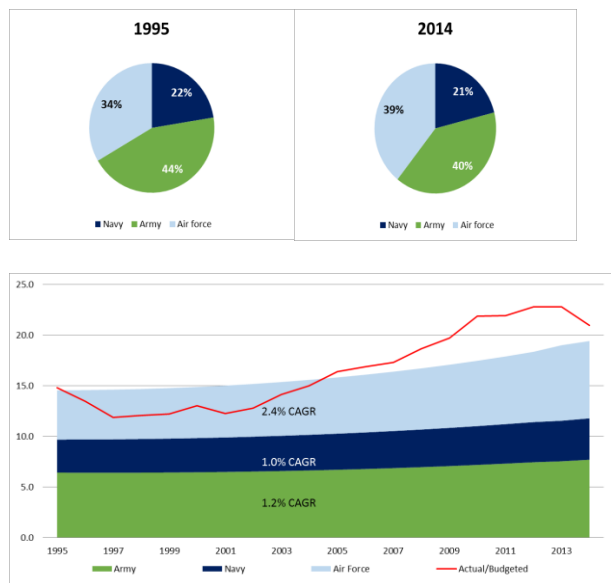 1995
34%
22%
44%
Navy Army Air force
2014
39%
21%
40%
Navy Army Air force
25.0
20.0
15.0
10.0
5.0
0.0
2.4% CAGR
1.0% CAGR
1.2% CAGR
1995 1997 1999 2001 2003 2005 2007 2009 2011 2013
Army Navy Air Force Actual/Budgeted